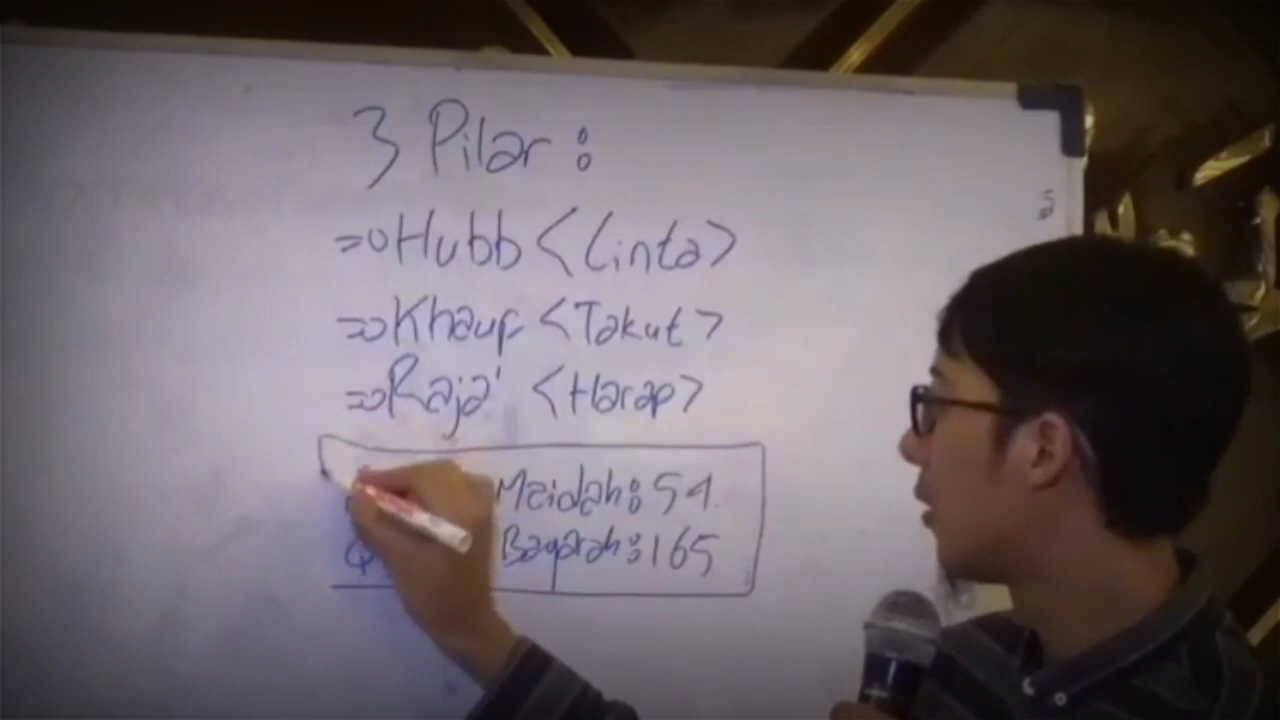 3 Pilar :
=> Hubb <Cinta>
=> Khauf <Takut>
=> Raja' <Harap>
Maidah : 54
Baqarah : 165